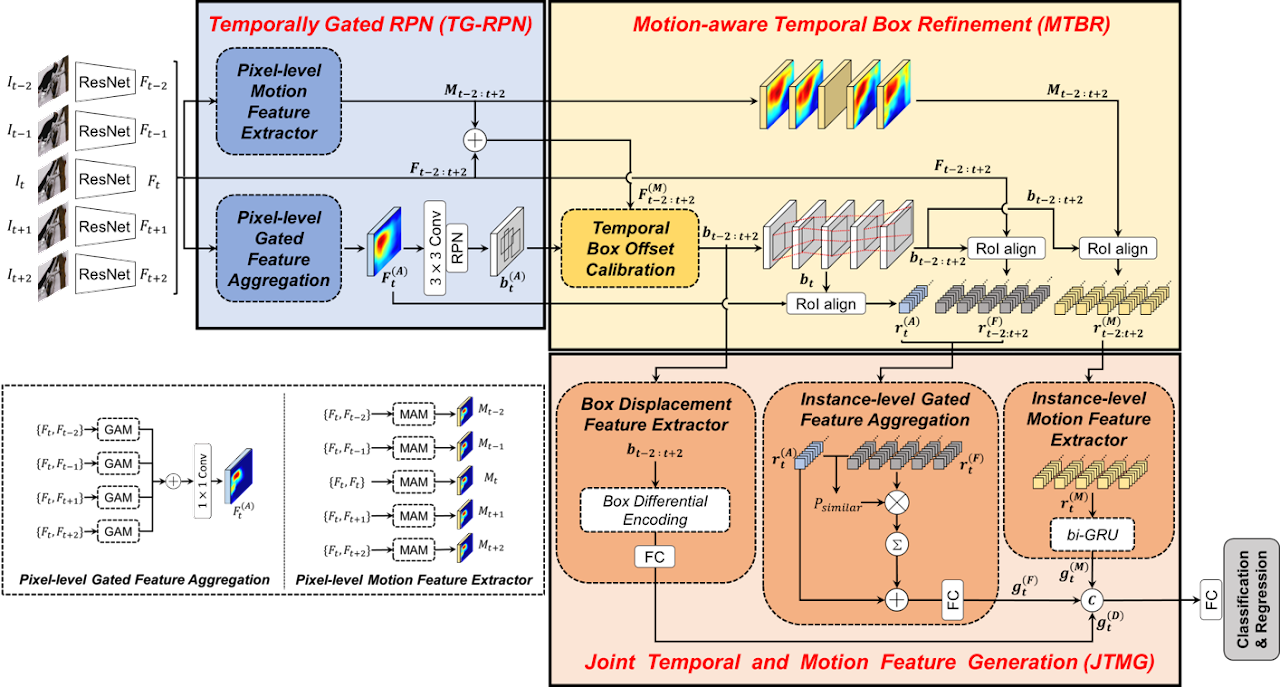 Temporally Gated RPN (TG-RPN)
Motion-aware Temporal Box Refinement (MTBR)
I_{t-2} ResNet F_{t-2}
I_{t-1} ResNet F_{t-1}
I_t ResNet F_t
I_{t+1} ResNet F_{t+1}
I_{t+2} ResNet F_{t+2}
Pixel-level
Motion
Feature
Extractor
M_{t-2:t+2}
+
F_{t-2:t+2}
Pixel-level
Gated
Feature
Aggregation
F_t^{(A)}
3 × 3 Conv
RPN
b_t^{(A)}
M_{t-2:t+2}
F_{t-2:t+2}
F_{t-2:t+2}^{(M)}
Temporal
Box Offset
Calibration
b_{t-2:t+2}
b_{t-2:t+2}
b_{t-2:t+2}
RoI align
RoI align
b_t
RoI align
r_t^{(A)}
r_{t-2:t+2}^{(F)}
r_{t-2:t+2}^{(M)}
{F_t, F_{t-2}} GAM
{F_t, F_{t-1}} GAM
{F_t, F_{t+1}} GAM
{F_t, F_{t+2}} GAM
+
1 × 1 Conv
F_t^{(A)}
Pixel-level Gated Feature Aggregation
{F_t, F_{t-2}} MAM M_{t-2}
{F_t, F_{t-1}} MAM M_{t-1}
{F_t, F_t} MAM M_t
{F_t, F_{t+1}} MAM M_{t+1}
{F_t, F_{t+2}} MAM M_{t+2}
Pixel-level Motion Feature Extractor
Box Displacement
Feature Extractor
b_{t-2:t+2}
Box Differential
Encoding
FC
Instance-level Gated
Feature Aggregation
r_t^{(A)}
r_t^{(F)}
P_{similar}
×
Σ
+
FC
g_t^{(F)}
Instance-level
Motion Feature
Extractor
r_t^{(M)}
bi-GRU
g_t^{(M)}
C
g_t^{(D)}
FC
Classification
& Regression
Joint Temporal and Motion Feature Generation (JTMG)